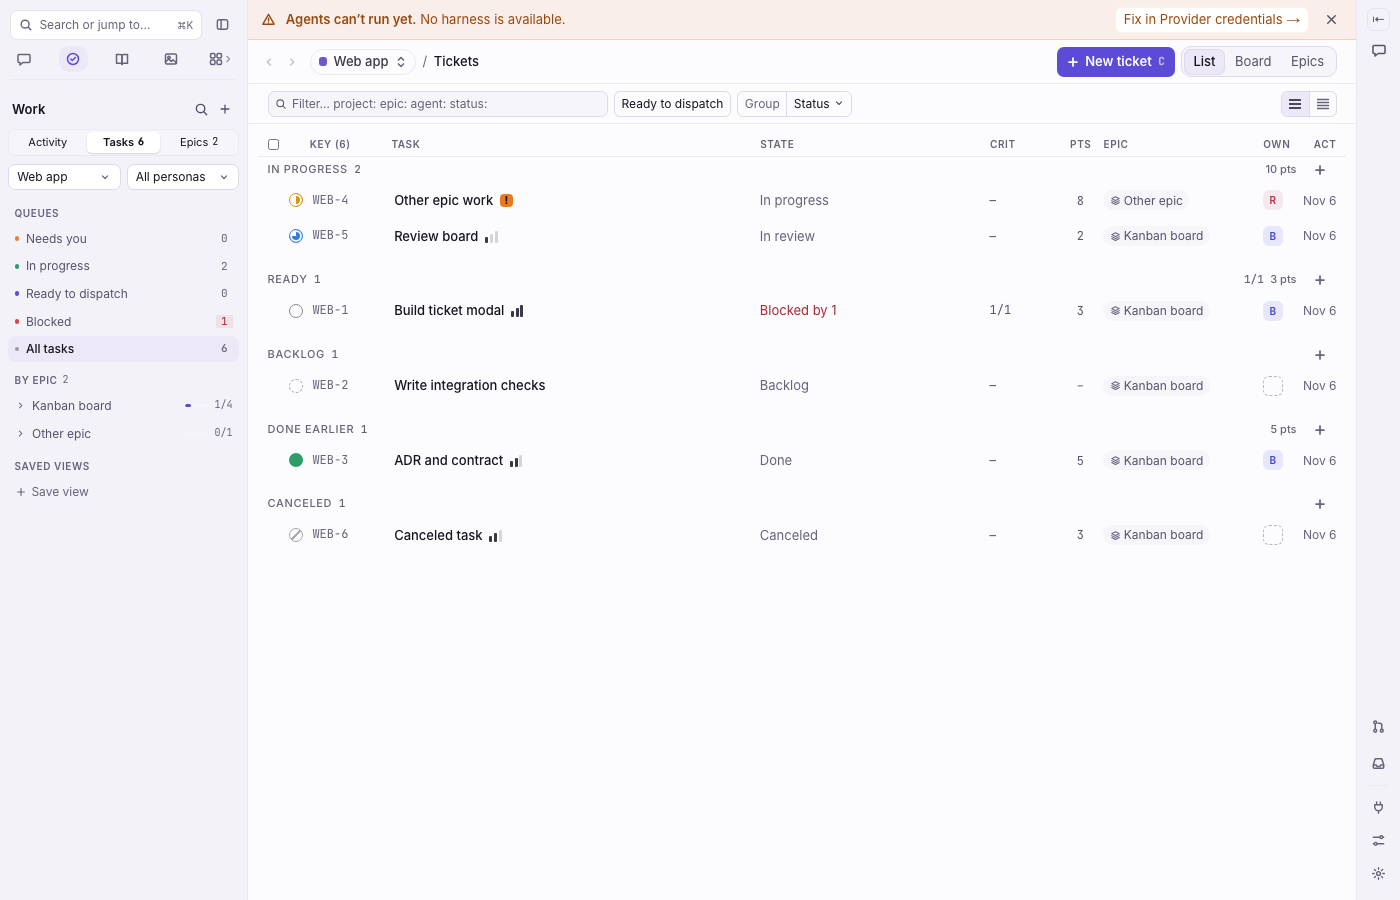 Search or jump to... ⌘K
Work
Activity Tasks 6 Epics 2
Web app All personas
QUEUES
Needs you 0
In progress 2
Ready to dispatch 0
Blocked 1
All tasks 6
BY EPIC 2
Kanban board 1/4
Other epic 0/1
SAVED VIEWS
+ Save view
Agents can't run yet. No harness is available. Fix in Provider credentials →
Web app / Tickets + New ticket C List Board Epics
Filter... project: epic: agent: status: Ready to dispatch Group Status
KEY (6) TASK STATE CRIT PTS EPIC OWN ACT
IN PROGRESS 2 10 pts +
WEB-4 Other epic work ! In progress – 8 Other epic R Nov 6
WEB-5 Review board In review – 2 Kanban board B Nov 6
READY 1 1/1 3 pts +
WEB-1 Build ticket modal Blocked by 1 1/1 3 Kanban board B Nov 6
BACKLOG 1 +
WEB-2 Write integration checks Backlog – – Kanban board Nov 6
DONE EARLIER 1 5 pts +
WEB-3 ADR and contract Done – 5 Kanban board B Nov 6
CANCELED 1 +
WEB-6 Canceled task Canceled – 3 Kanban board Nov 6